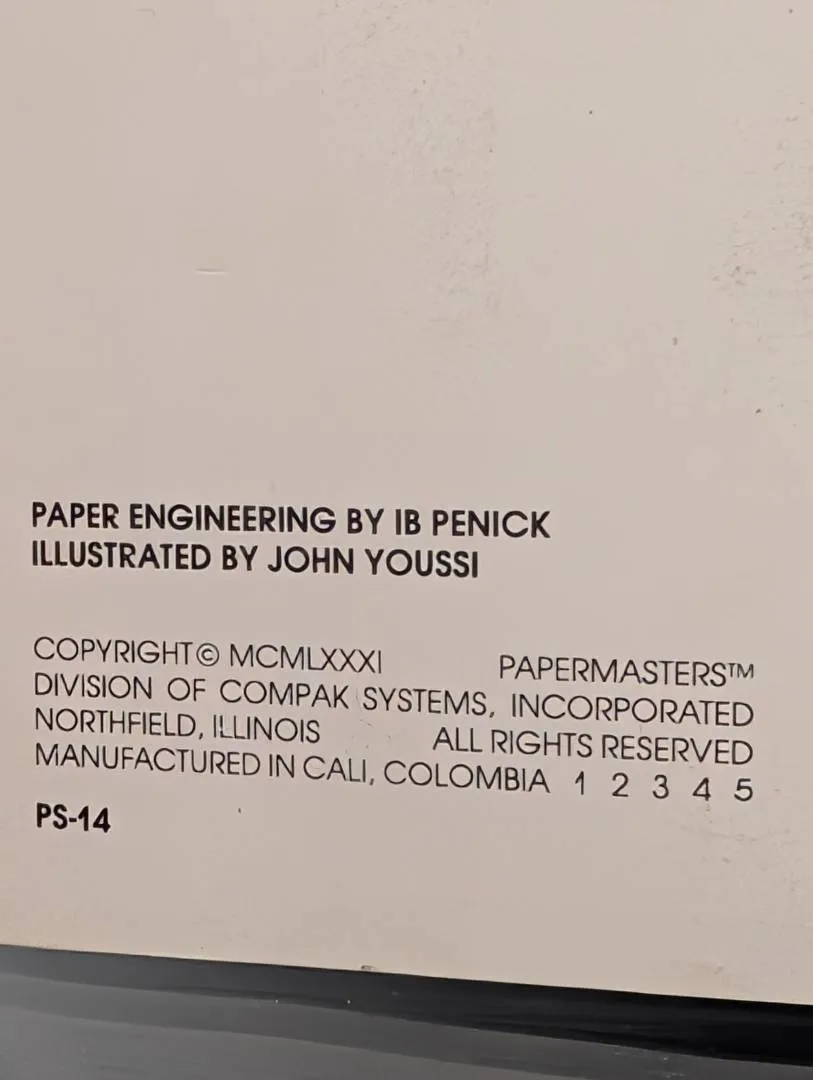 PAPER ENGINEERING BY IB PENICK
ILLUSTRATED BY JOHN YOUSSI
COPYRIGHT © MCMLXXXI PAPERMASTERS™
DIVISION OF COMPAK SYSTEMS, INCORPORATED
NORTHFIELD, ILLINOIS ALL RIGHTS RESERVED
MANUFACTURED IN CALI, COLOMBIA 1 2 3 4 5
PS-14